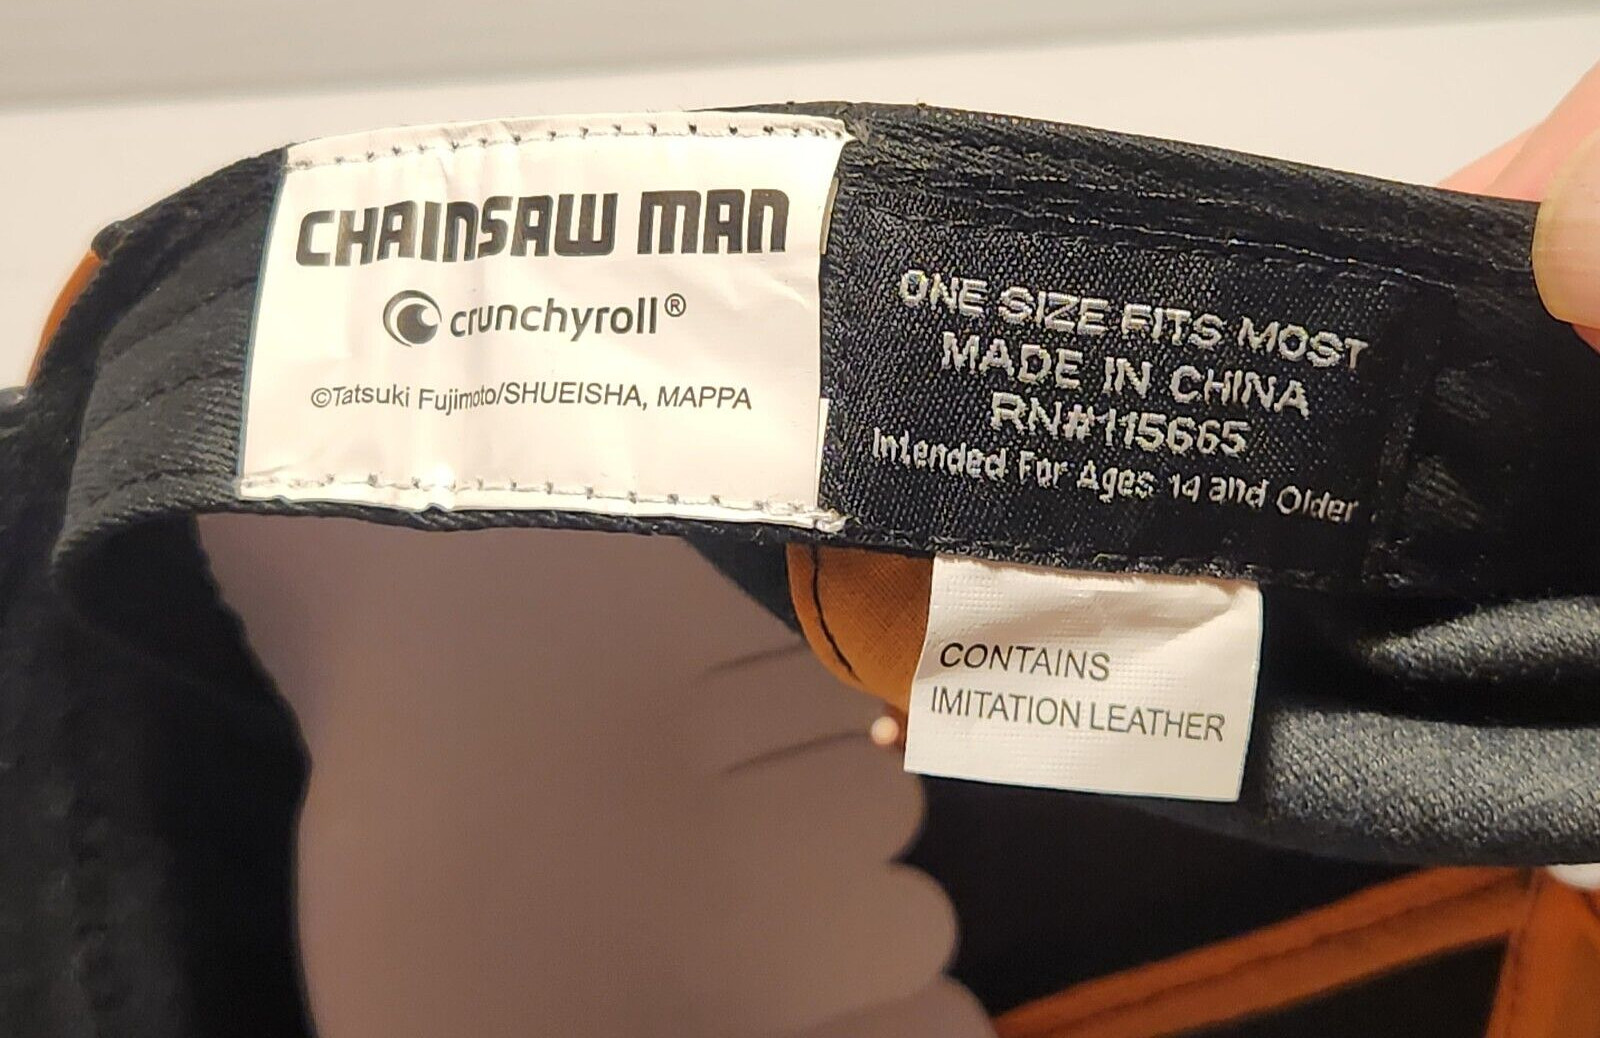 CHAINSAW MAN
crunchyroll®
©Tatsuki Fujimoto/SHUEISHA, MAPPA
ONE SIZE FITS MOST
MADE IN CHINA
RN#115665
Intended For Ages 14 and Older
CONTAINS
IMITATION LEATHER